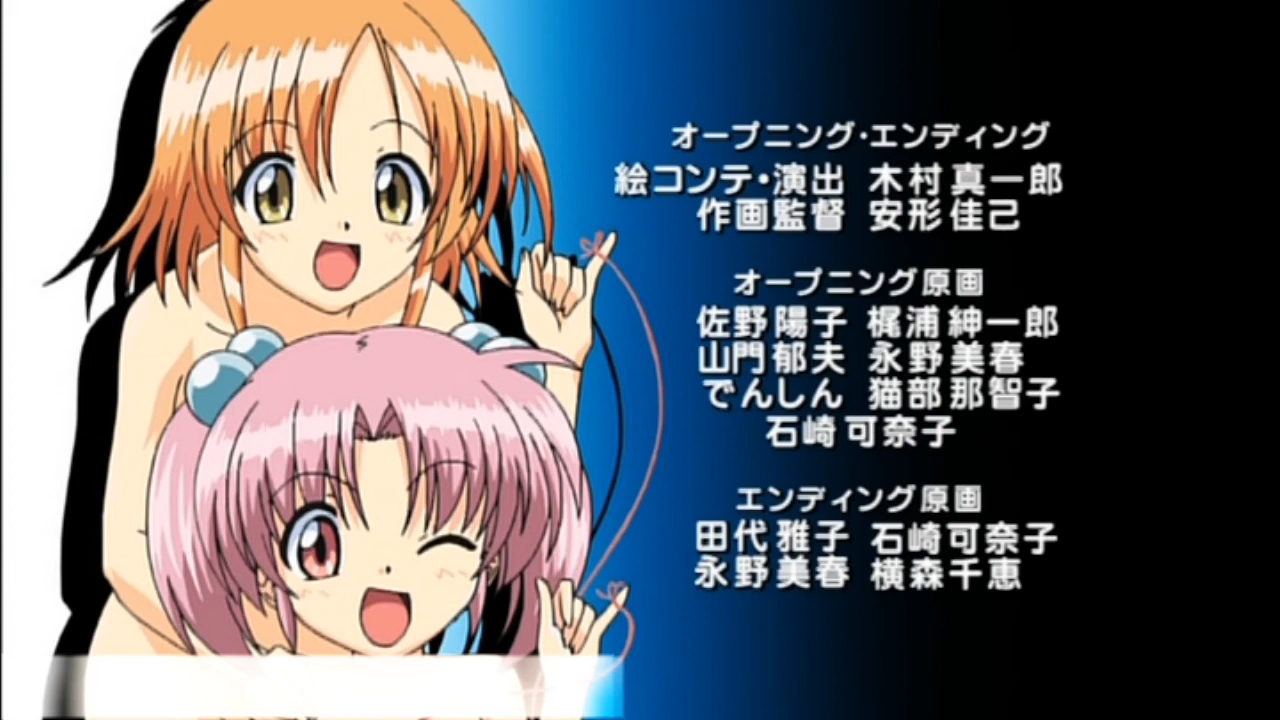 オープニング・エンディング
絵コンテ・演出 木村真一郎
作画監督 安形佳己
オープニング原画
佐野陽子 梶浦紳一郎
山門郁夫 永野美春
でんしん 猫部那智子
石崎可奈子
エンディング原画
田代雅子 石崎可奈子
永野美春 横森千恵